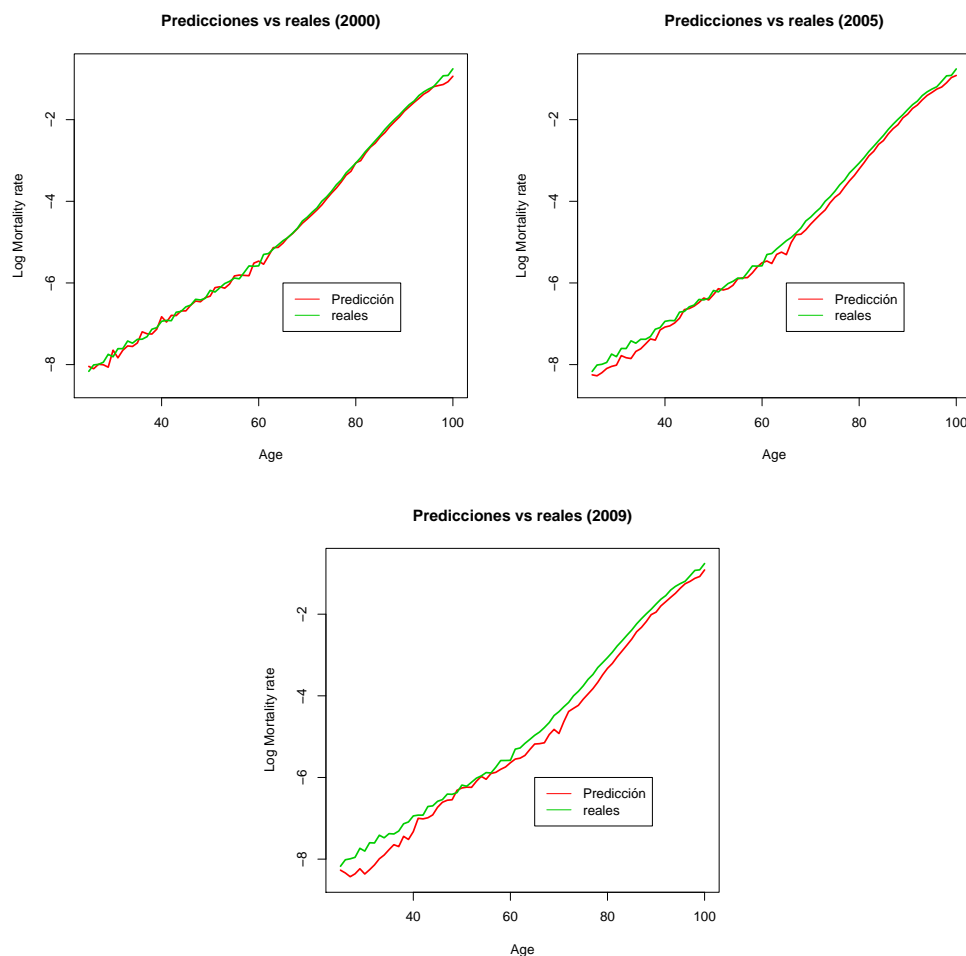 Predicciones vs reales (2000)
Log Mortality rate
-2
-4
-6
-8
40
60
80
100
Age
Predicción
reales
Predicciones vs reales (2005)
Log Mortality rate
-2
-4
-6
-8
40
60
80
100
Age
Predicción
reales
Predicciones vs reales (2009)
Log Mortality rate
-2
-4
-6
-8
40
60
80
100
Age
Predicción
reales